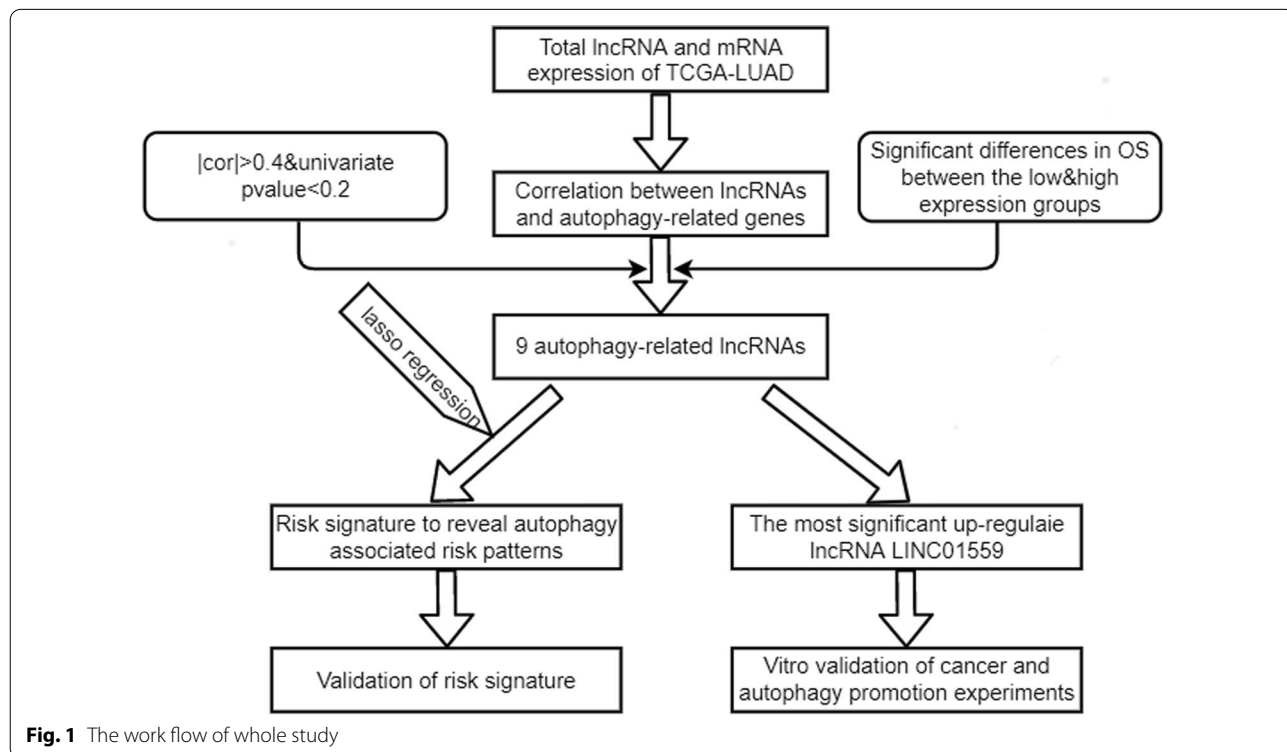 Total lncRNA and mRNA
expression of TCGA-LUAD
|cor|>0.4&univariate
pvalue<0.2
Significant differences in OS
between the low&high
expression groups
Correlation between lncRNAs
and autophagy-related genes
lasso regression
9 autophagy-related lncRNAs
Risk signature to reveal autophagy
associated risk patterns
The most significant up-regulaie
lncRNA LINC01559
Validation of risk signature
Vitro validation of cancer and
autophagy promotion experiments
Fig. 1 The work flow of whole study